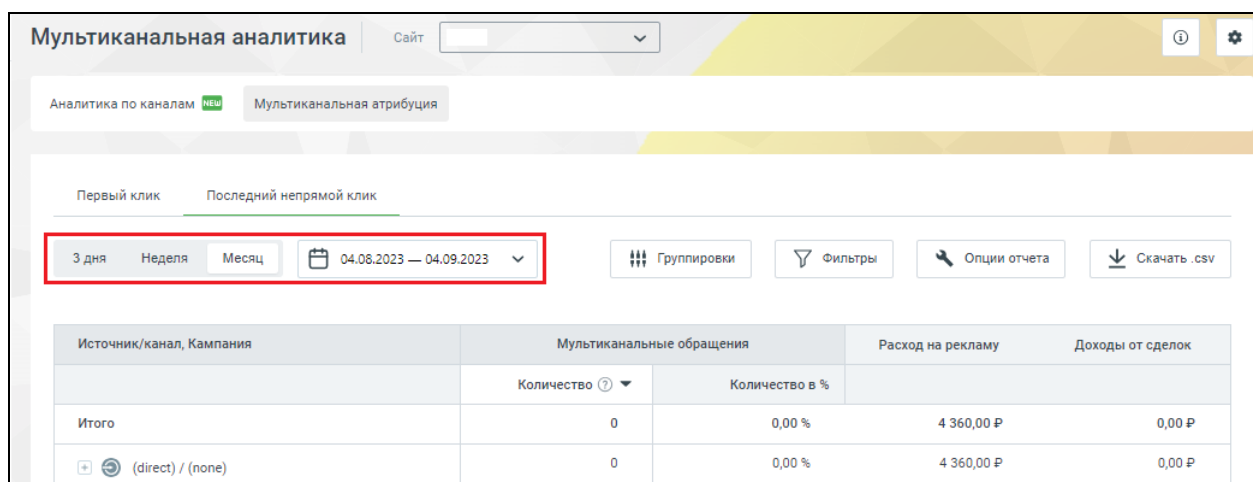 Мультиканальная аналитика Сайт
Аналитика по каналам NEW Мультиканальная атрибуция
Первый клик Последний непрямой клик
3 дня Неделя Месяц 04.08.2023 — 04.09.2023 Группировки Фильтры Опции отчета Скачать .csv
Источник/канал, Кампания Мультиканальные обращения Расход на рекламу Доходы от сделок
Количество ? Количество в %
Итого 0 0,00 % 4 360,00 ₽ 0,00 ₽
(direct) / (none) 0 0,00 % 4 360,00 ₽ 0,00 ₽